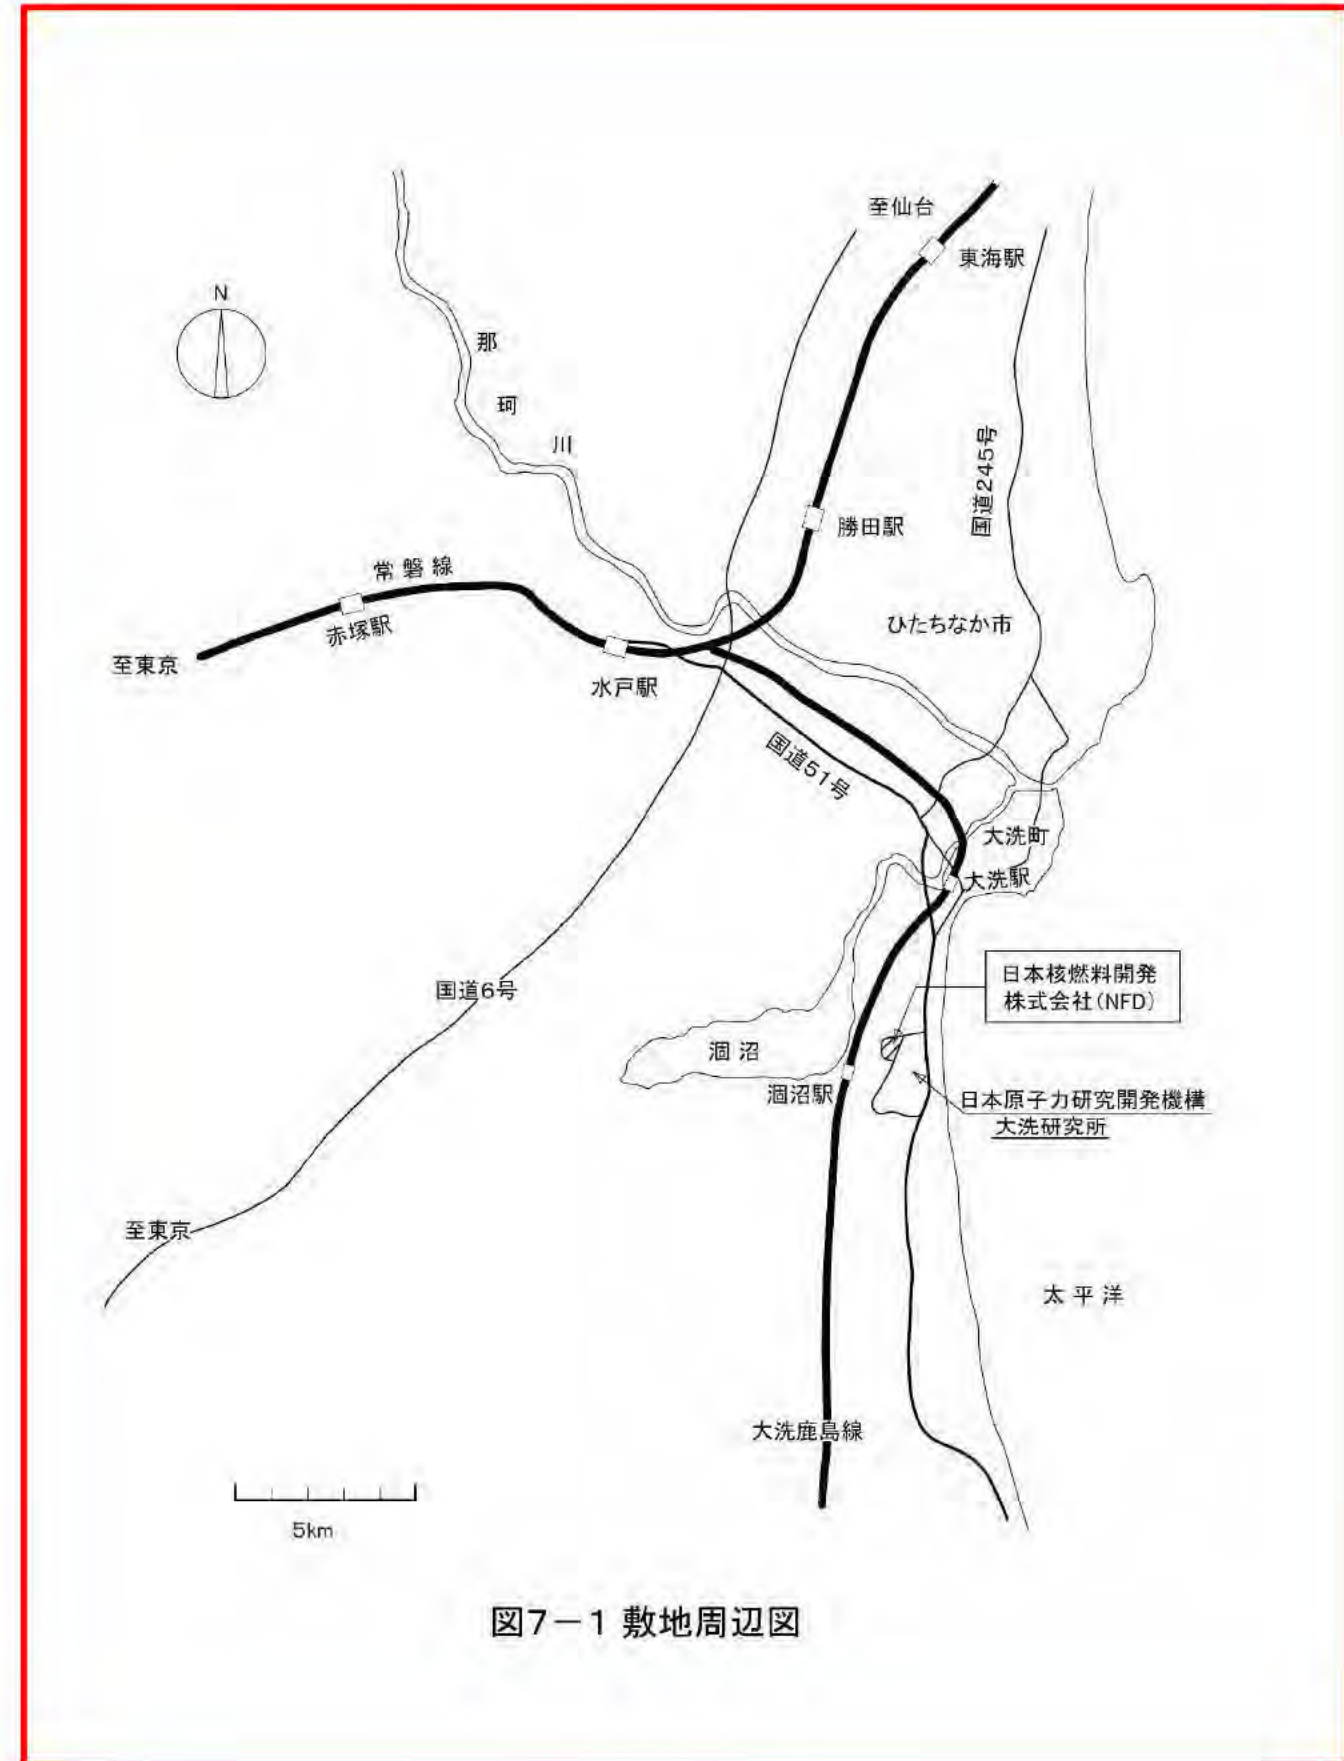 至仙台
東海駅
N
那珂川
国道245号
勝田駅
常磐線
赤塚駅
ひたちなか市
至東京
水戸駅
国道51号
大洗町
大洗駅
日本核燃料開発
株式会社(NFD)
国道6号
涸沼
涸沼駅
日本原子力研究開発機構
大洗研究所
至東京
太平洋
大洗鹿島線
5km
図7-1 敷地周辺図